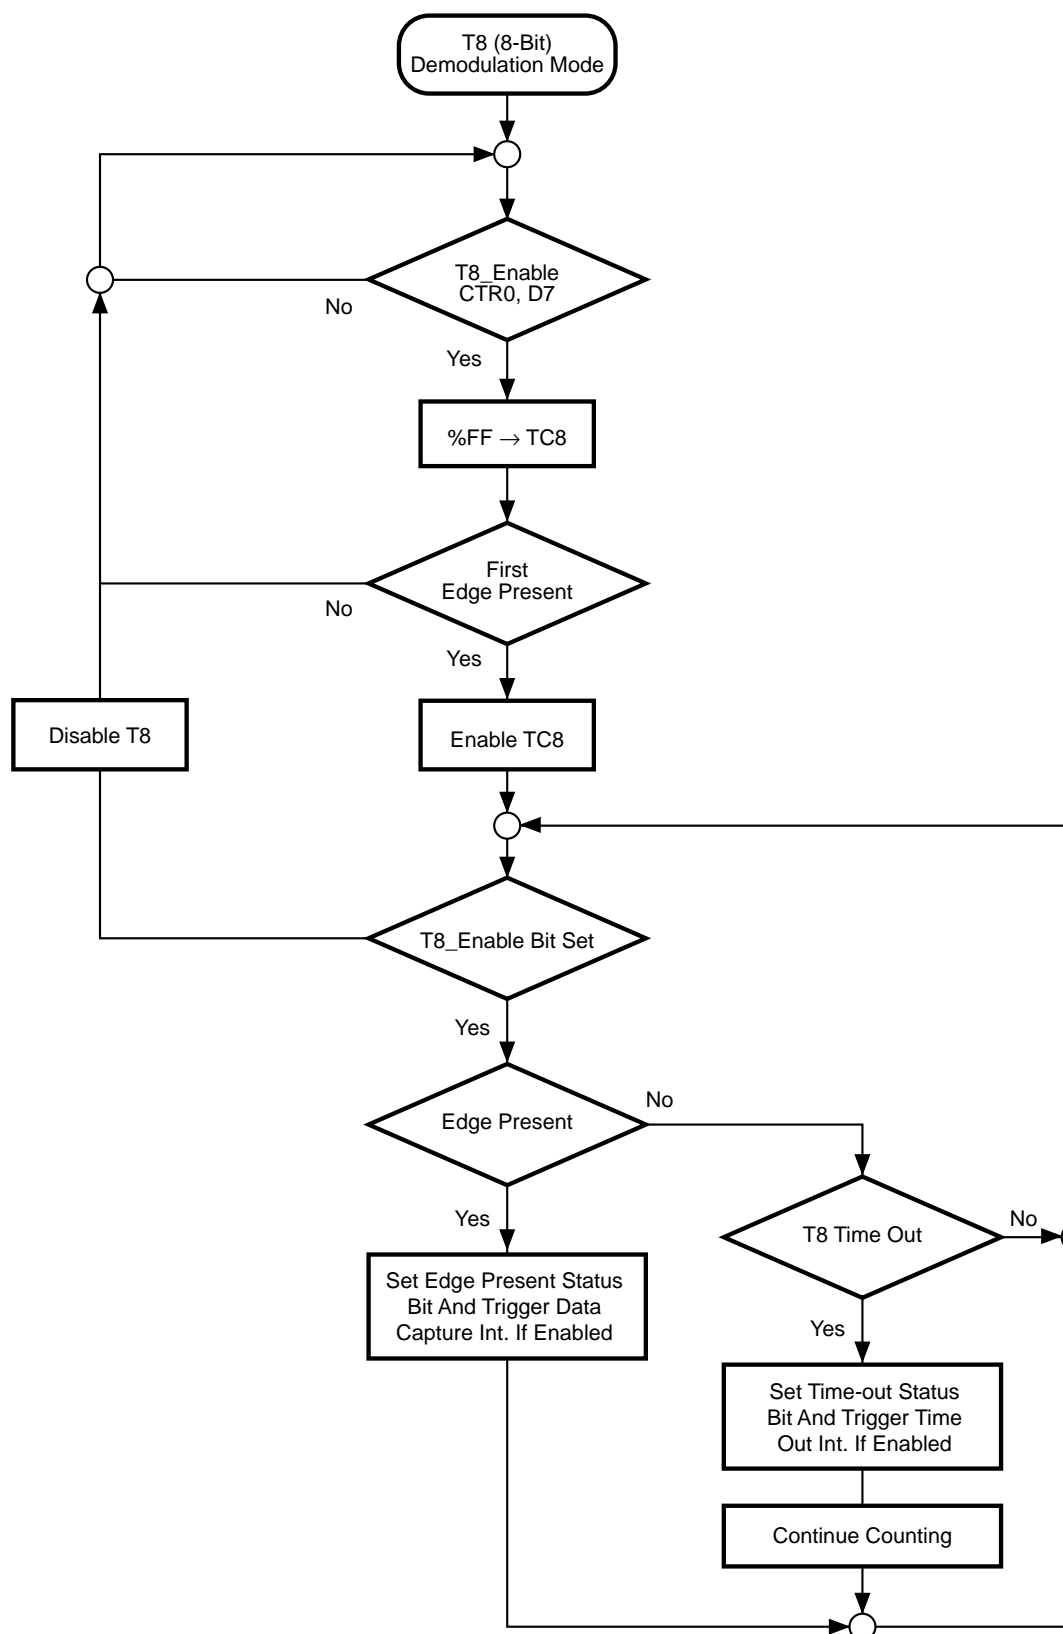 T8 (8-Bit)
Demodulation Mode
T8_Enable
CTR0, D7
No
Yes
%FF → TC8
First
Edge Present
No
Yes
Disable T8
Enable TC8
T8_Enable Bit Set
Yes
Edge Present
No
Yes
T8 Time Out
No
Set Edge Present Status
Bit And Trigger Data
Capture Int. If Enabled
Yes
Set Time-out Status
Bit And Trigger Time
Out Int. If Enabled
Continue Counting